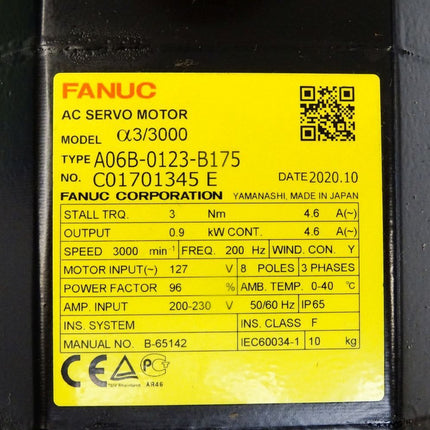 FANUC
AC SERVO MOTOR
MODEL α3/3000
TYPE A06B-0123-B175
NO. C01701345 E DATE 2020.10
FANUC CORPORATION YAMANASHI, MADE IN JAPAN
STALL TRQ. 3 Nm 4.6 A(~)
OUTPUT 0.9 kW CONT. 4.6 A(~)
SPEED 3000 min⁻¹ FREQ. 200 Hz WIND. CON. Y
MOTOR INPUT(~) 127 V 8 POLES 3 PHASES
POWER FACTOR 96 % AMB. TEMP. 0-40 ℃
AMP. INPUT 200-230 V 50/60 Hz IP65
INS. SYSTEM INS. CLASS F
MANUAL NO. B-65142 IEC60034-1 10 kg
CE TÜV Rheinland АЯ46